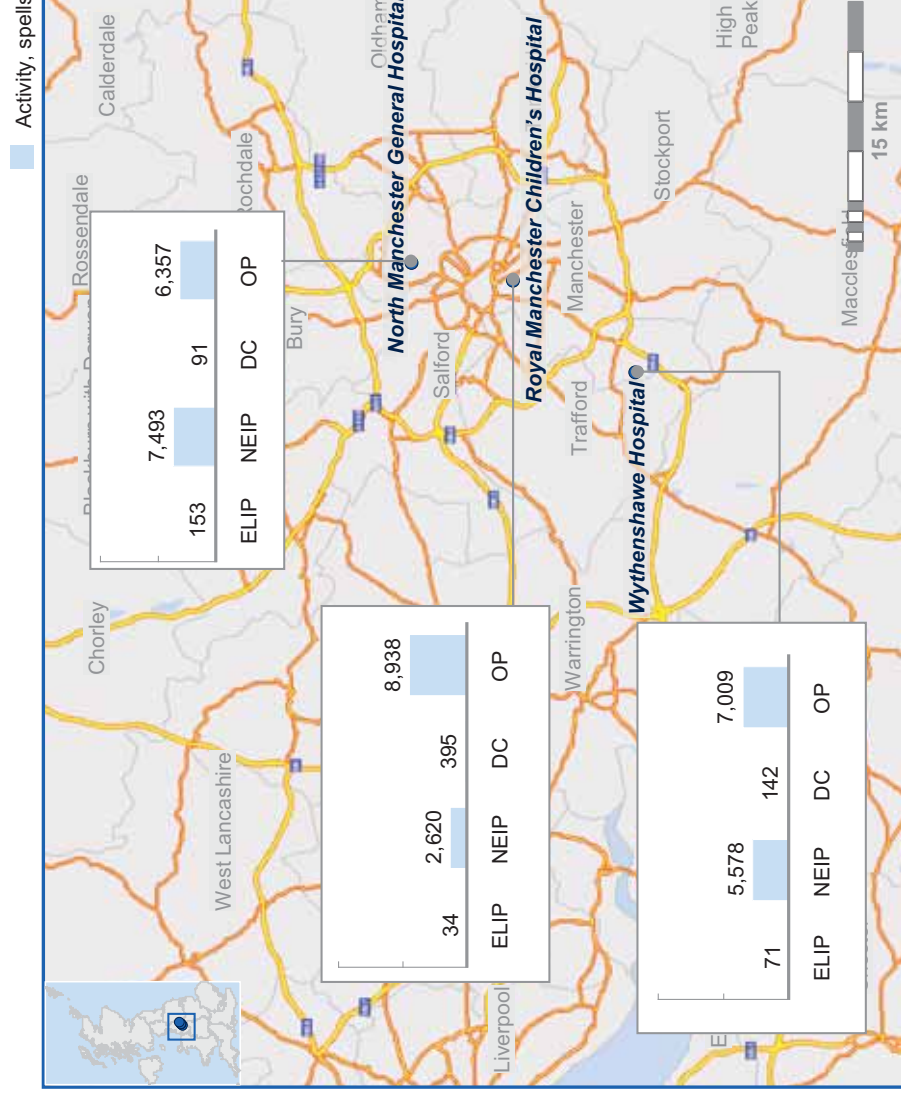 Activity, spells
Calderdale
Oldham
High
Peak
Rossendale
Rochdale
North Manchester General Hospital
Royal Manchester Children's Hospital
Stockport
15 km
6,357
91
7,493
153
OP
DC
NEIP
ELIP
Bury
Salford
Manchester
Trafford
Macclesfield
Wythenshawe Hospital
Chorley
Warrington
West Lancashire
8,938
395
2,620
34
OP
DC
NEIP
ELIP
7,009
142
5,578
71
OP
DC
NEIP
ELIP
Liverpool
E